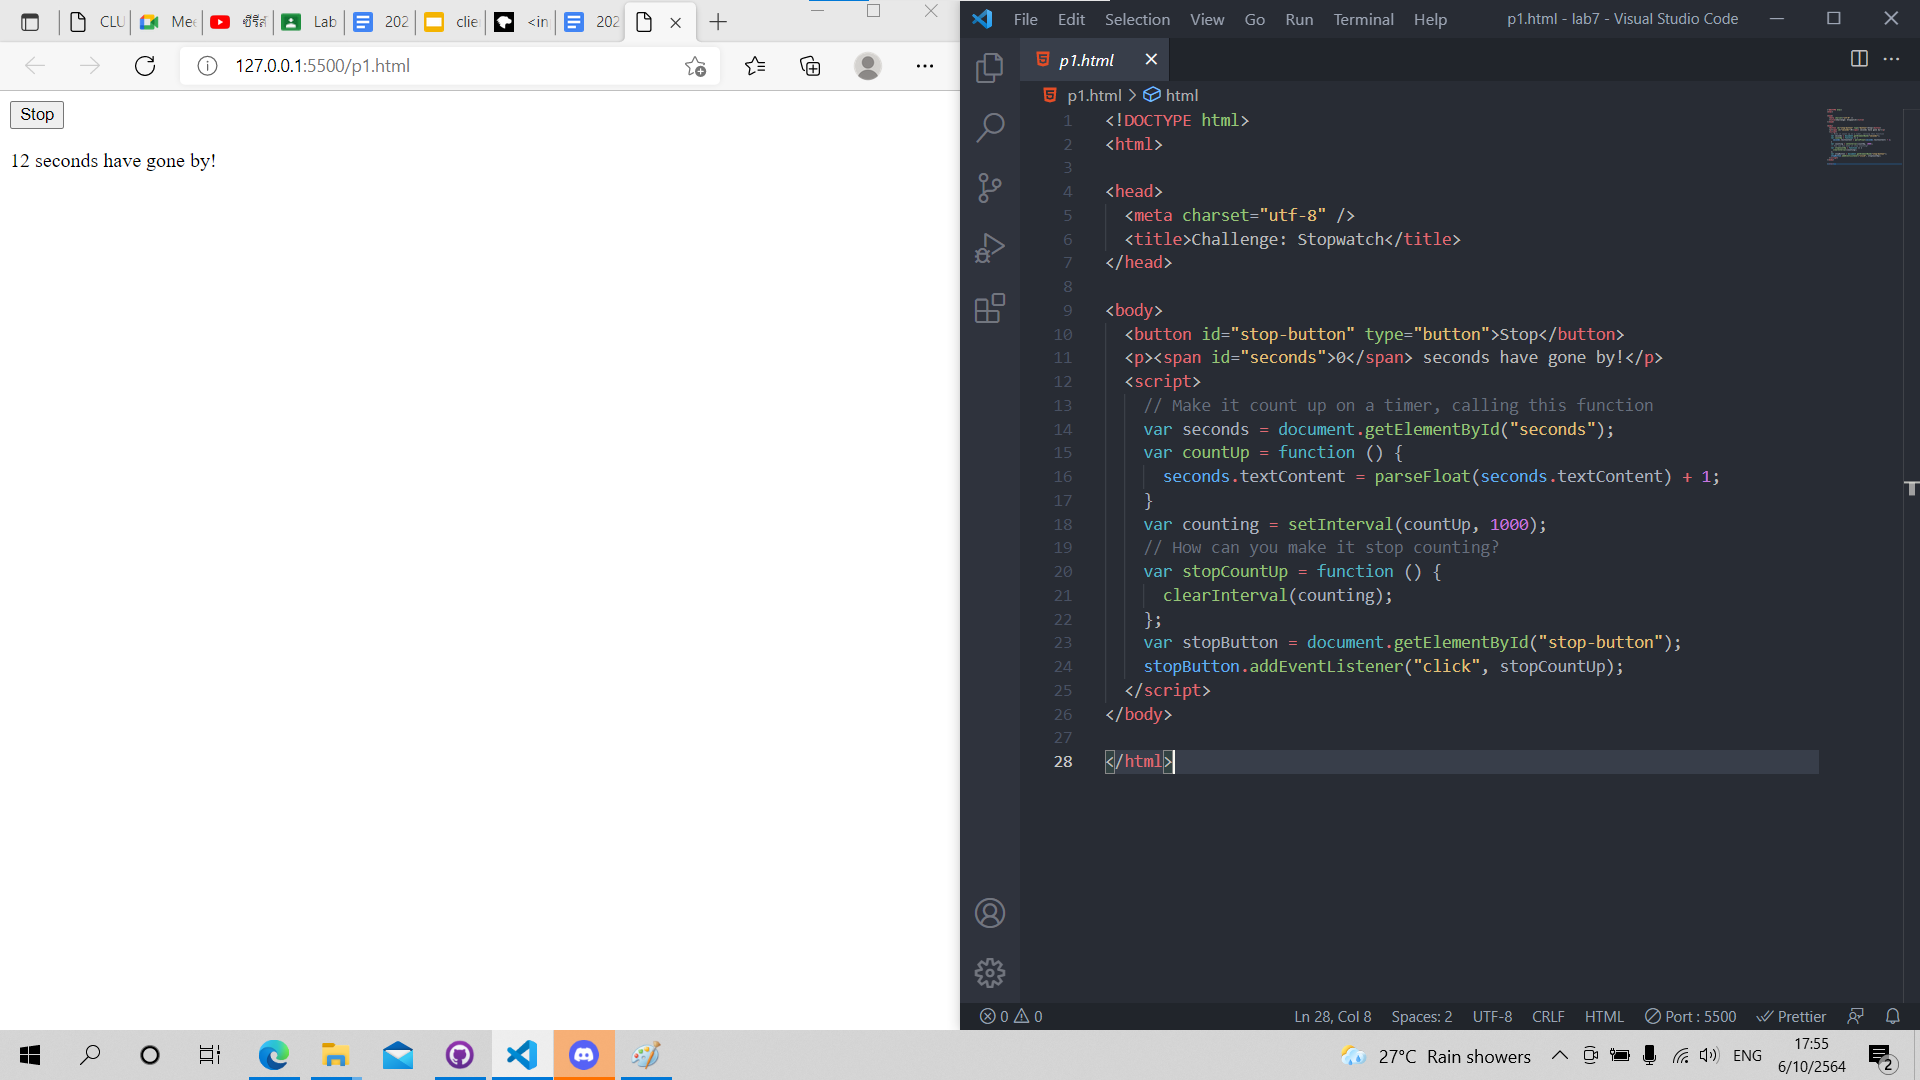 CLU
Mee
ซีรีส์
Lab
202
clie
<in
202
127.0.0.1:5500/p1.html
Stop
12 seconds have gone by!
File Edit Selection View Go Run Terminal Help
p1.html - lab7 - Visual Studio Code
p1.html
p1.html > html
1 <!DOCTYPE html>
2 <html>
3
4 <head>
5 <meta charset="utf-8" />
6 <title>Challenge: Stopwatch</title>
7 </head>
8
9 <body>
10 <button id="stop-button" type="button">Stop</button>
11 <p><span id="seconds">0</span> seconds have gone by!</p>
12 <script>
13 // Make it count up on a timer, calling this function
14 var seconds = document.getElementById("seconds");
15 var countUp = function () {
16 seconds.textContent = parseFloat(seconds.textContent) + 1;
17 }
18 var counting = setInterval(countUp, 1000);
19 // How can you make it stop counting?
20 var stopCountUp = function () {
21 clearInterval(counting);
22 };
23 var stopButton = document.getElementById("stop-button");
24 stopButton.addEventListener("click", stopCountUp);
25 </script>
26 </body>
27
28 </html>
0 0
Ln 28, Col 8 Spaces: 2 UTF-8 CRLF HTML Port : 5500 Prettier
27°C Rain showers
ENG
17:55
6/10/2564
2